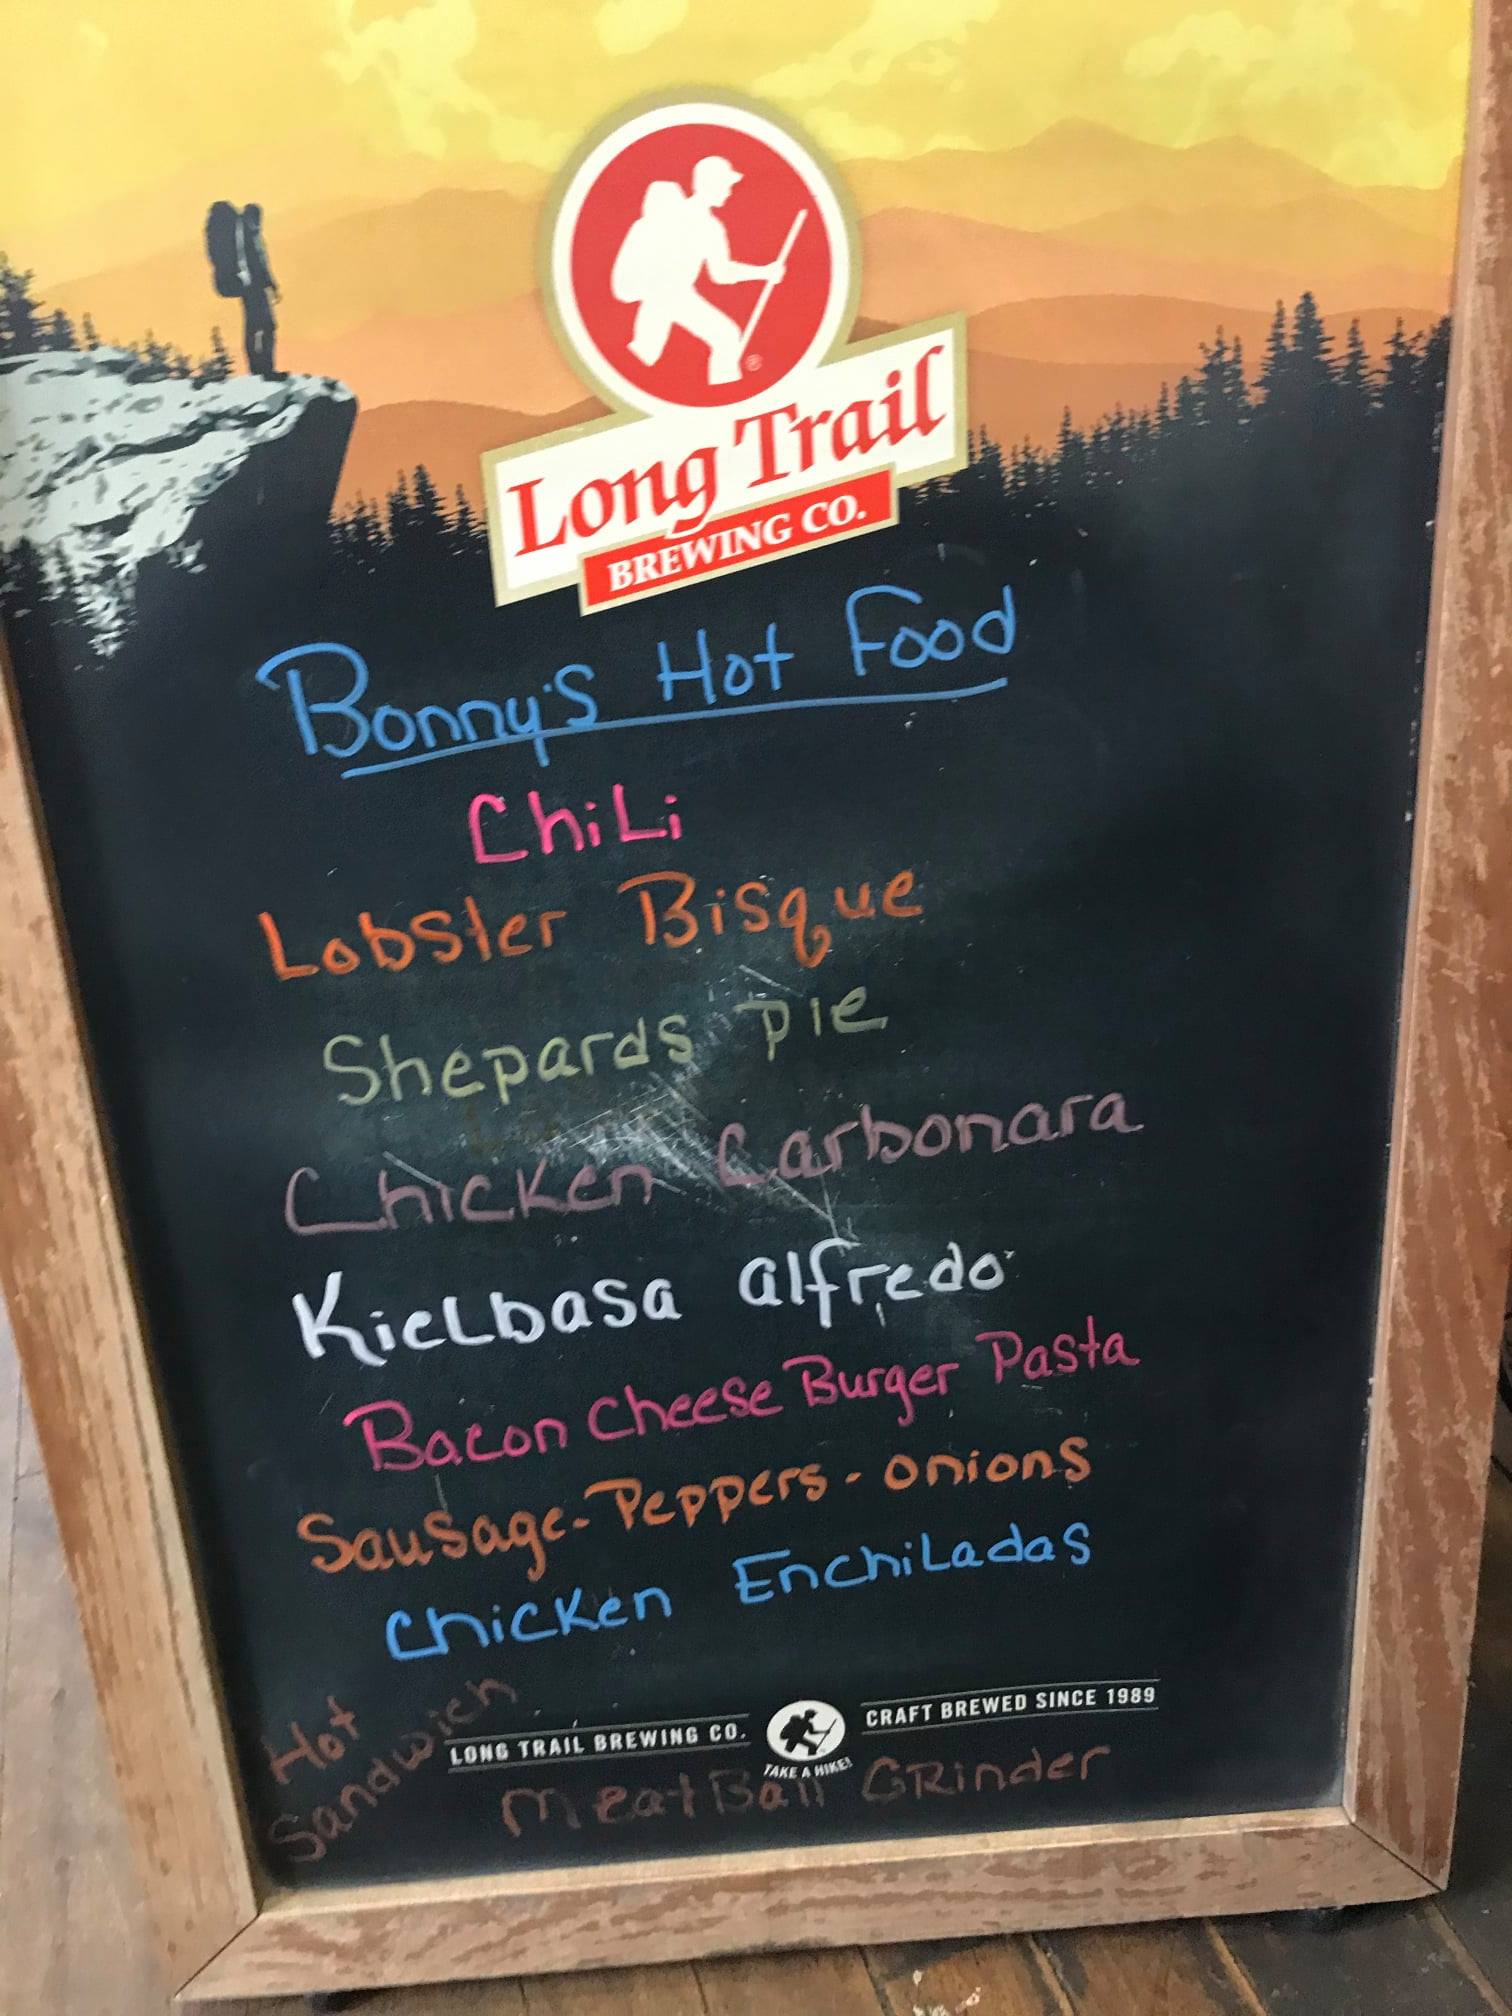 Long Trail
BREWING CO.
Bonny's Hot Food
ChiLi
Lobster Bisque
Shepards Pie
Chicken Carbonara
KieLbasa alfredo
Bacon Cheese Burger Pasta
Sausage-Peppers-onions
Chicken EnchiLadas
Hot
Sandwich
LONG TRAIL BREWING CO.
TAKE A HIKE!
CRAFT BREWED SINCE 1989
MeatBall GRinder